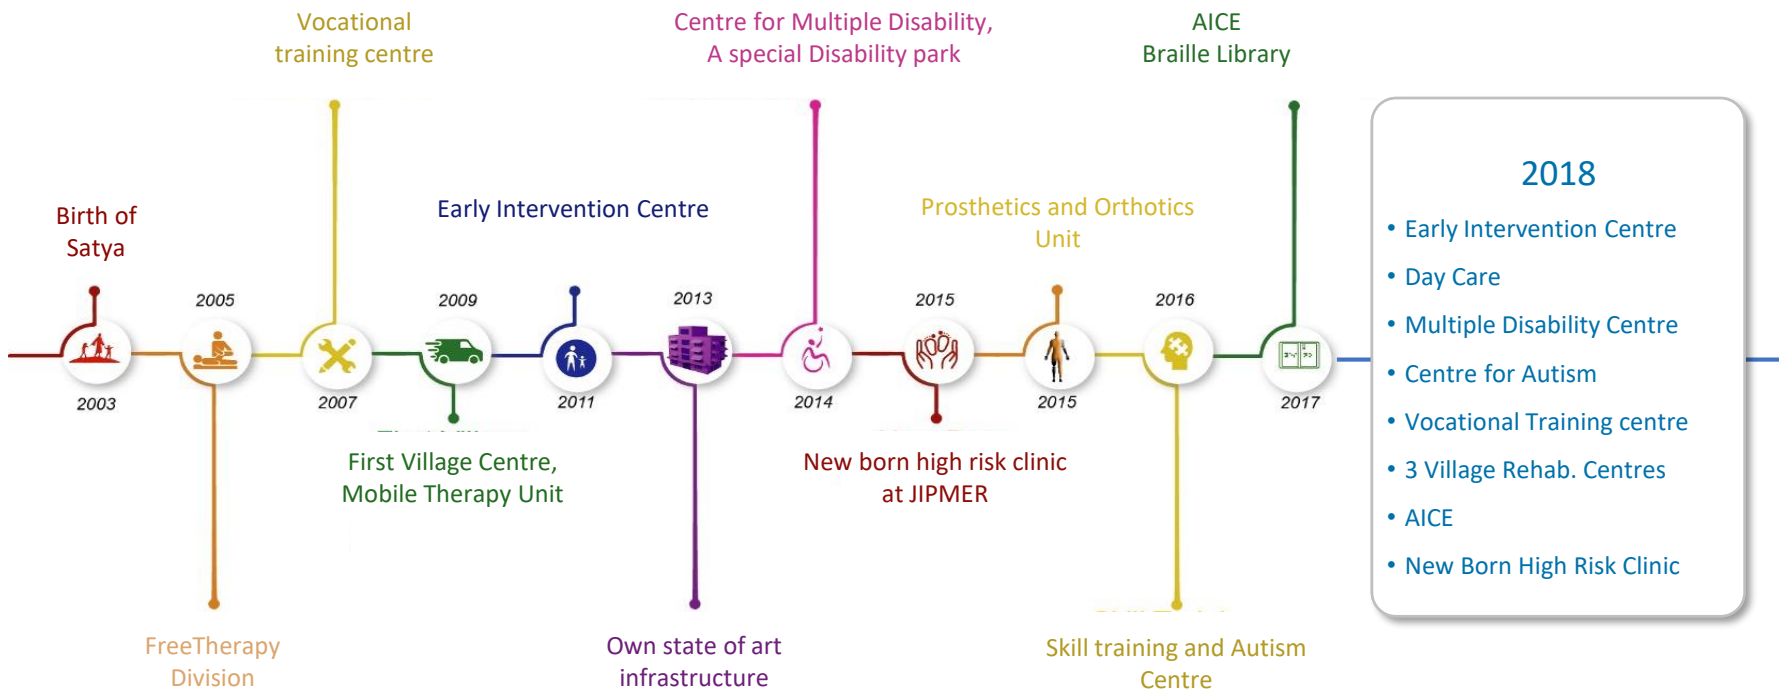 Vocational
training centre
Centre for Multiple Disability,
A special Disability park
AICE
Braille Library
Birth of
Satya
Early Intervention Centre
Prosthetics and Orthotics
Unit
2003
2005
2007
2009
2011
2013
2014
2015
2015
2016
2017
First Village Centre,
Mobile Therapy Unit
New born high risk clinic
at JIPMER
FreeTherapy
Division
Own state of art
infrastructure
Skill training and Autism
Centre
2018
• Early Intervention Centre
• Day Care
• Multiple Disability Centre
• Centre for Autism
• Vocational Training centre
• 3 Village Rehab. Centres
• AICE
• New Born High Risk Clinic